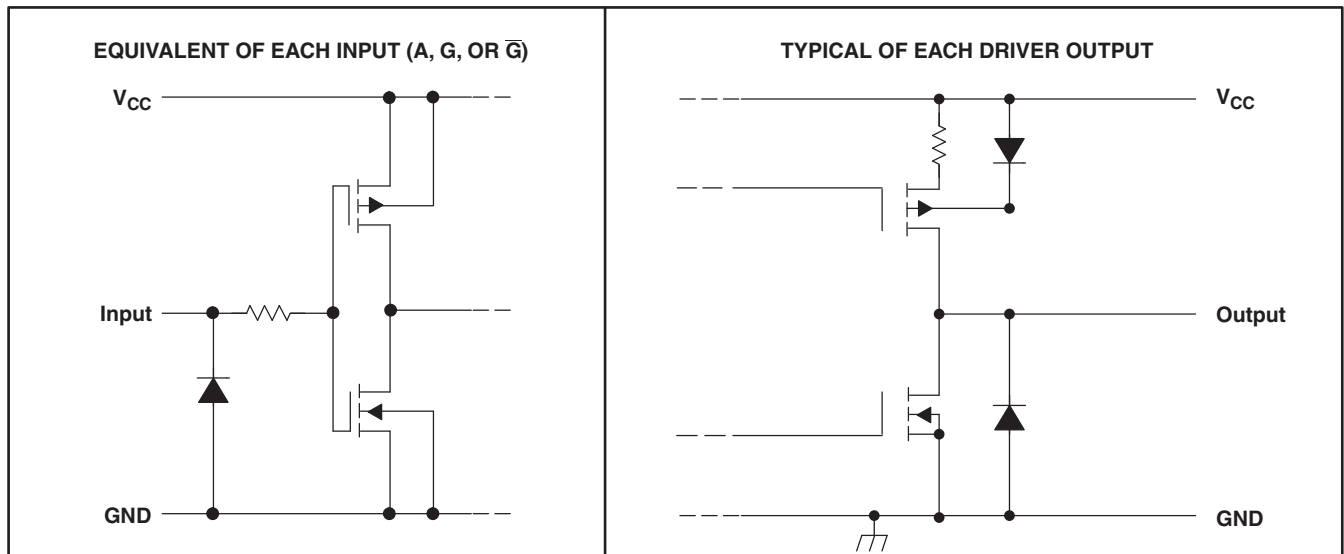 EQUIVALENT OF EACH INPUT (A, G, OR G̅)
VCC
Input
GND
TYPICAL OF EACH DRIVER OUTPUT
VCC
Output
GND